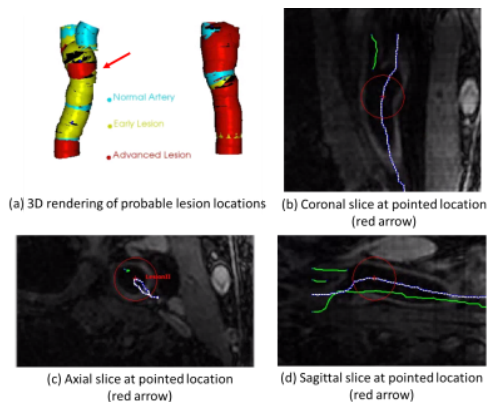 Normal Artery
Early Lesion
Advanced Lesion
(a) 3D rendering of probable lesion locations
(b) Coronal slice at pointed location
(red arrow)
(c) Axial slice at pointed location
(red arrow)
(d) Sagittal slice at pointed location
(red arrow)